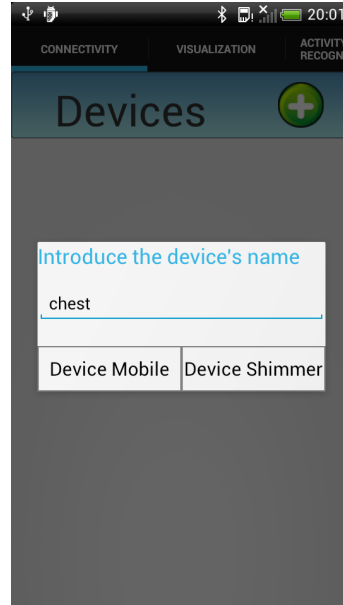 20:01
CONNECTIVITY VISUALIZATION ACTIVITY
RECOGN
Devices
Introduce the device's name
chest
Device Mobile Device Shimmer